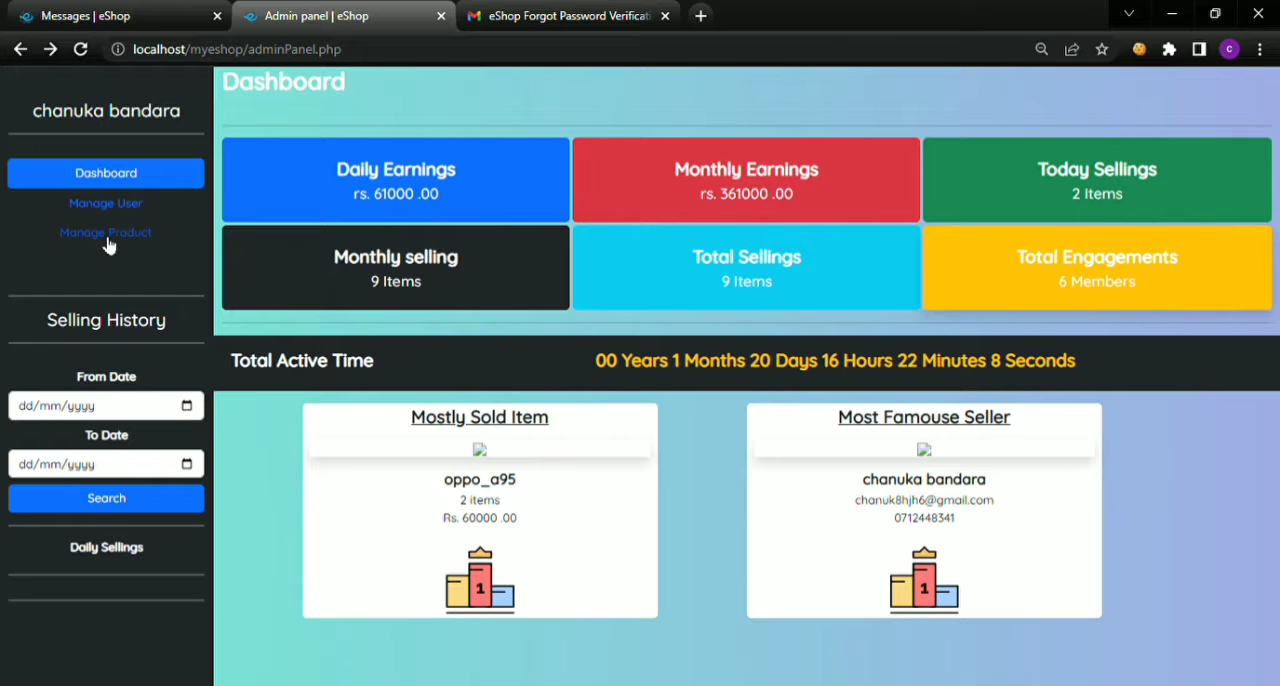 Messages | eShop
Admin panel | eShop
eShop Forgot Password Verificati
localhost/myeshop/adminPanel.php
c
chanuka bandara
Dashboard
Manage User
Manage Product
Selling History
From Date
dd/mm/yyyy
To Date
dd/mm/yyyy
Search
Daily Sellings
Dashboard
Daily Earnings
rs. 61000 .00
Monthly Earnings
rs. 361000 .00
Today Sellings
2 Items
Monthly selling
9 Items
Total Sellings
9 Items
Total Engagements
6 Members
Total Active Time
00 Years 1 Months 20 Days 16 Hours 22 Minutes 8 Seconds
Mostly Sold Item
oppo_a95
2 items
Rs. 60000 .00
1
Most Famouse Seller
chanuka bandara
chanuk8hjh6@gmail.com
0712448341
1